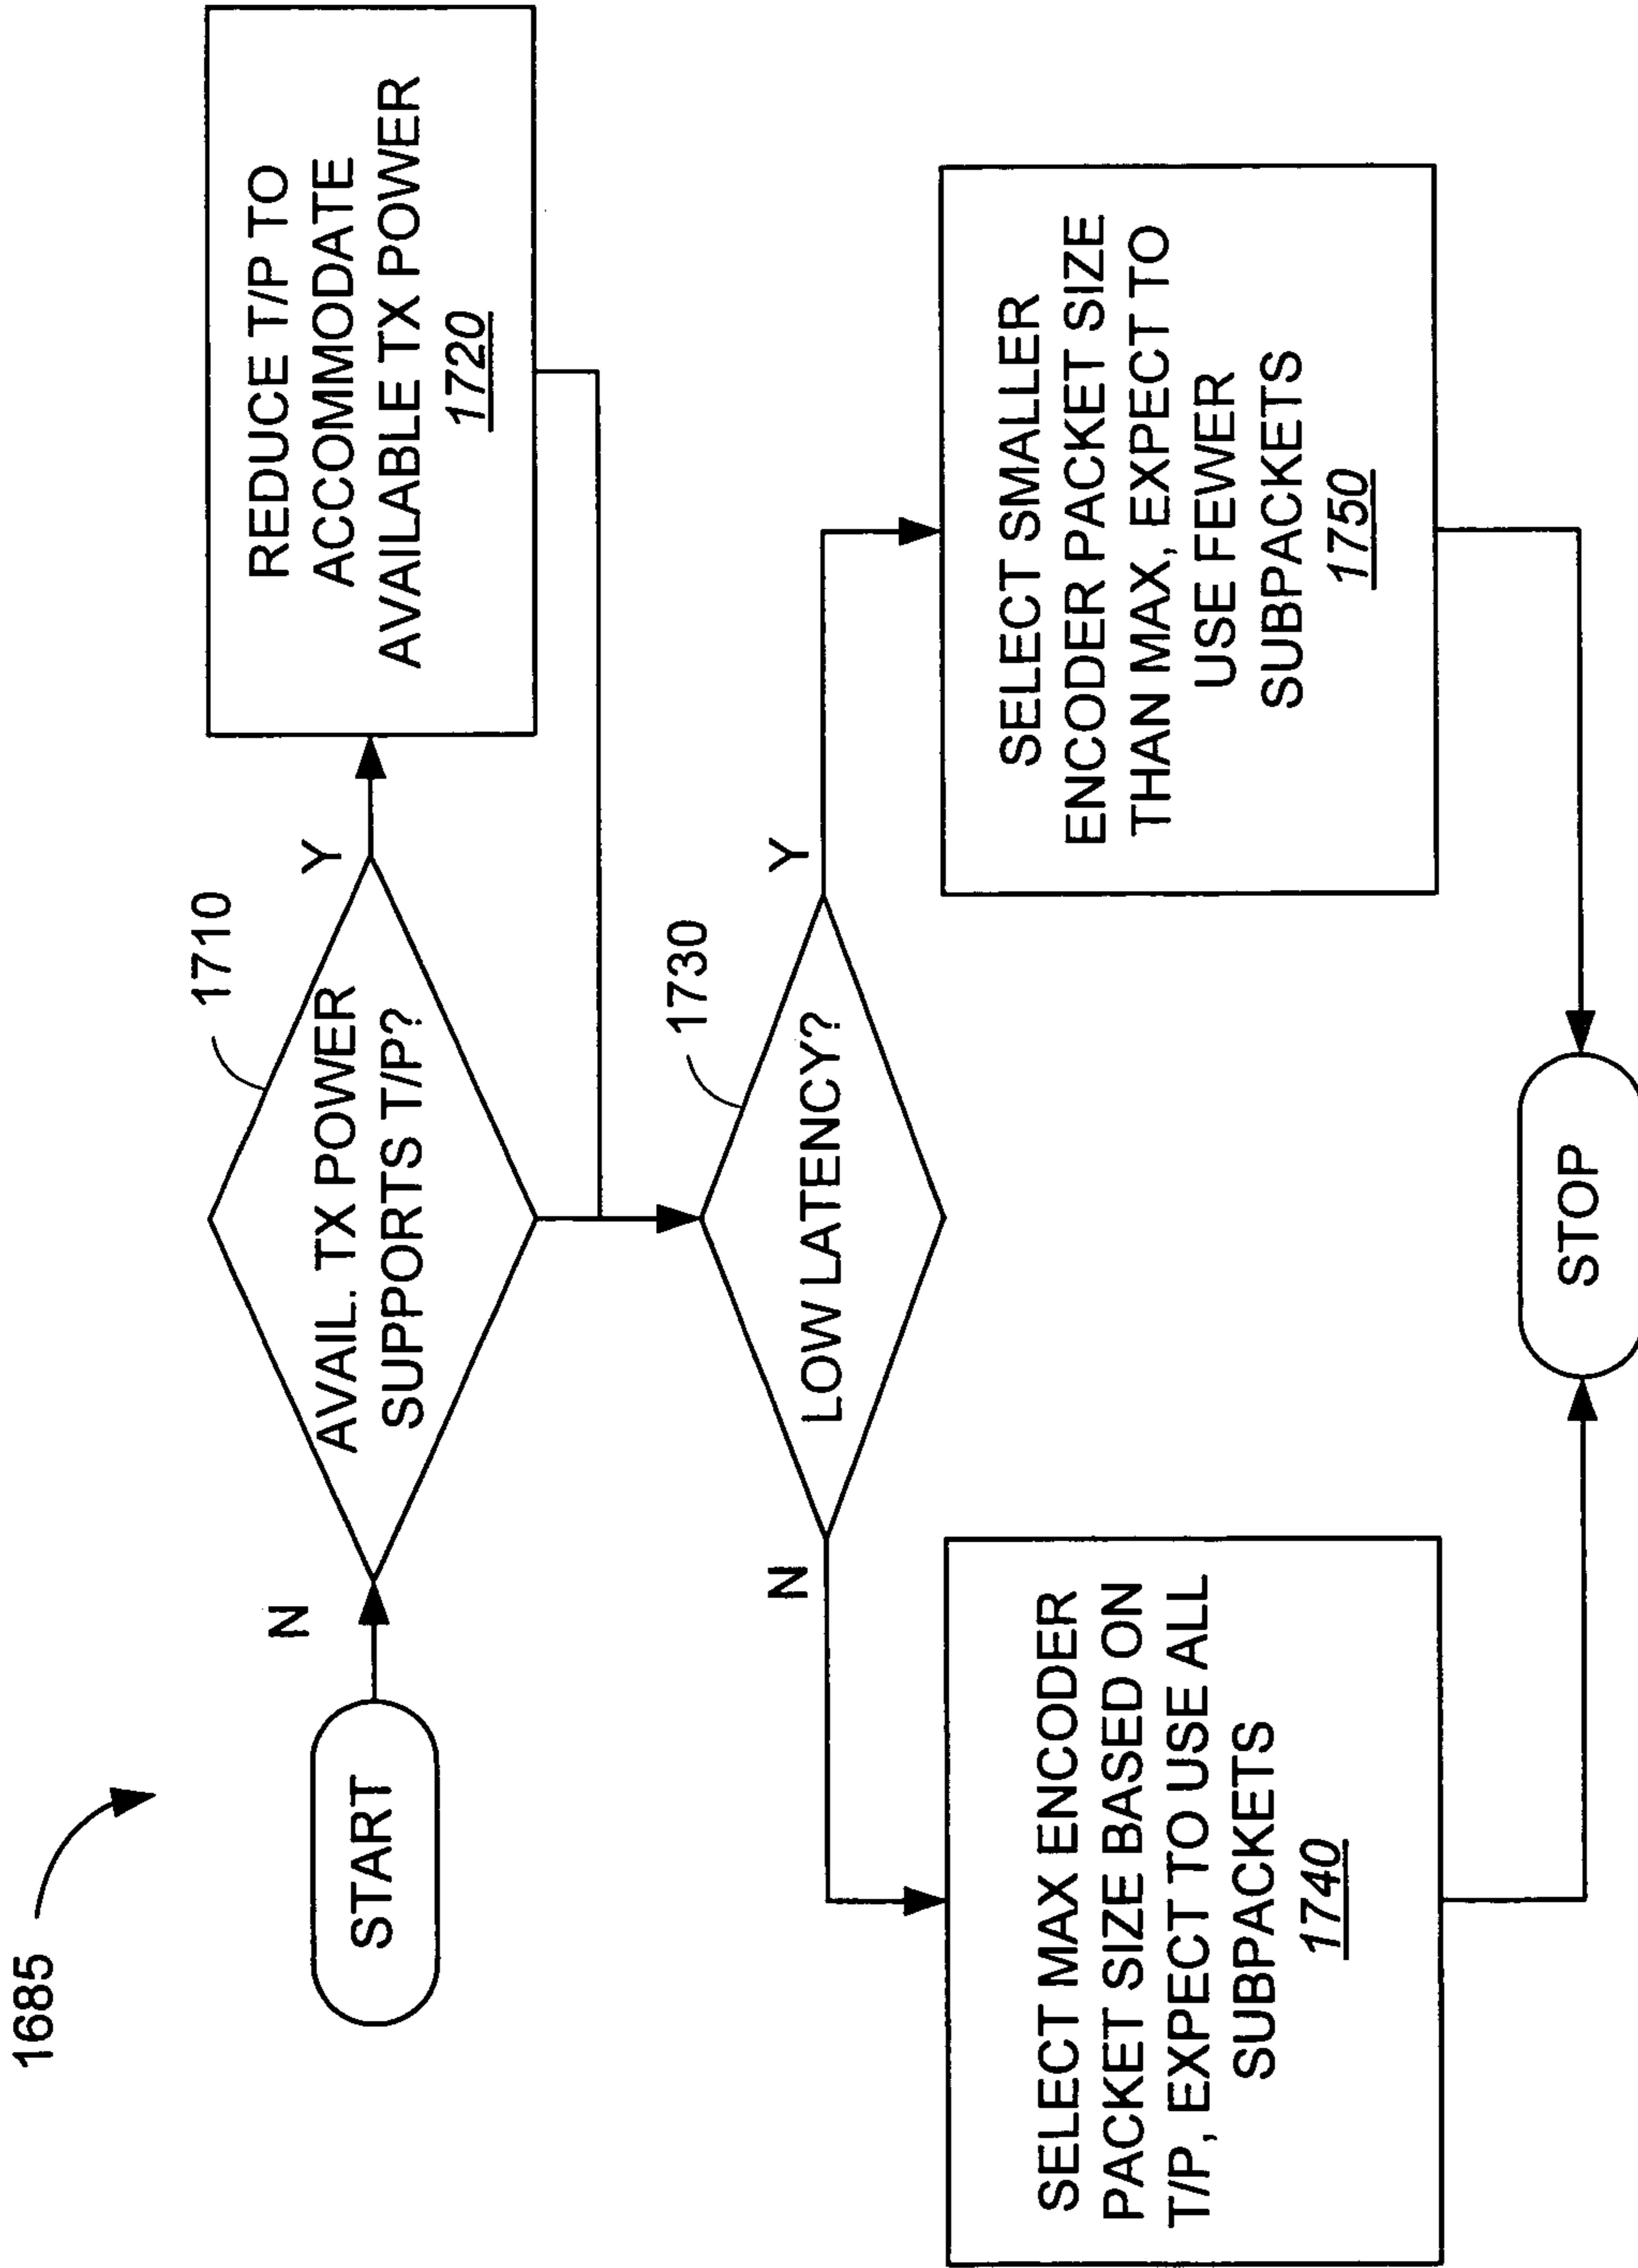 1685
START
N
AVAIL. TX POWER
SUPPORTS T/P?
1710
Y
REDUCE T/P TO
ACCOMMODATE
AVAILABLE TX POWER
1720
LOW LATENCY?
1730
N
Y
SELECT MAX ENCODER
PACKET SIZE BASED ON
T/P, EXPECT TO USE ALL
SUBPACKETS
1740
SELECT SMALLER
ENCODER PACKET SIZE
THAN MAX, EXPECT TO
USE FEWER
SUBPACKETS
1750
STOP